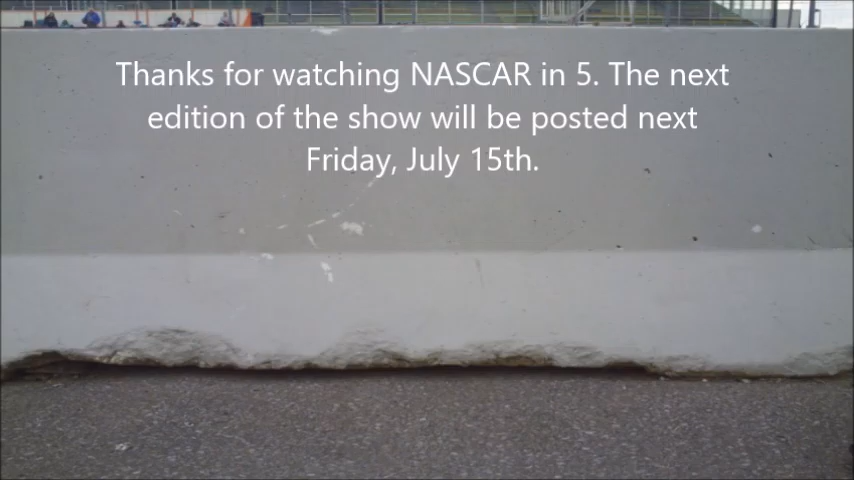 Thanks for watching NASCAR in 5. The next
edition of the show will be posted next
Friday, July 15th.